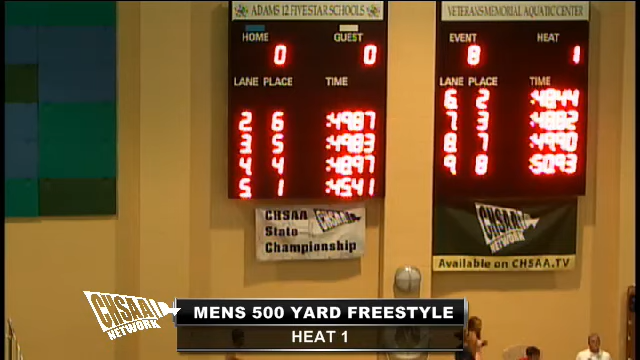 ADAMS 12 FIVE STAR SCHOOLS
HOME GUEST
0 0
LANE PLACE TIME
2 6 :49.87
3 5 :49.83
4 4 :48.97
5 1 :45.41
VETERANS MEMORIAL AQUATIC CENTER
EVENT HEAT
8 1
LANE PLACE TIME
6 2 :48.44
7 3 :48.82
8 7 :49.90
9 8 :50.93
CHSAA
State
Championship
CHSAA
NETWORK
Available on CHSAA.TV
CHSAA
NETWORK
MENS 500 YARD FREESTYLE
HEAT 1